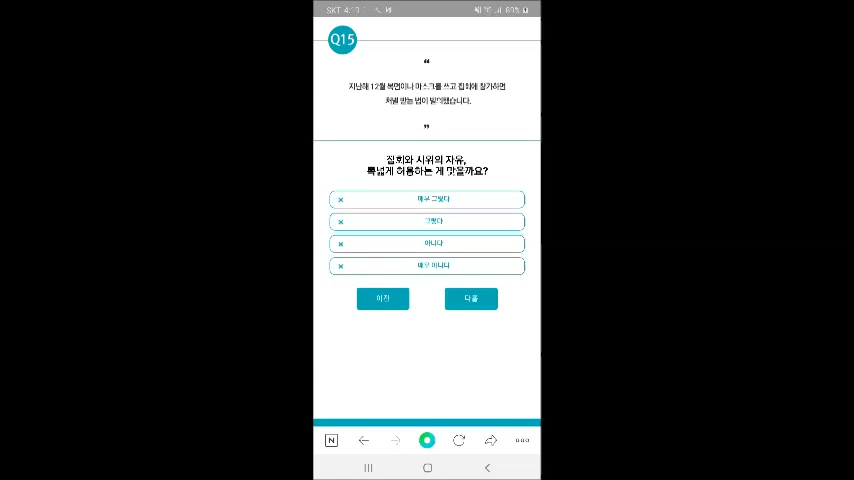 SKT 4:19
89%
Q15
❝
지난해 12월 복면이나 마스크를 쓰고 집회에 참가하면
처벌 받는 법이 발의됐습니다.
❞
집회와 시위의 자유,
폭넓게 허용하는 게 맞을까요?
× 매우 그렇다
× 그렇다
× 아니다
× 매우 아니다
이전
다음
N